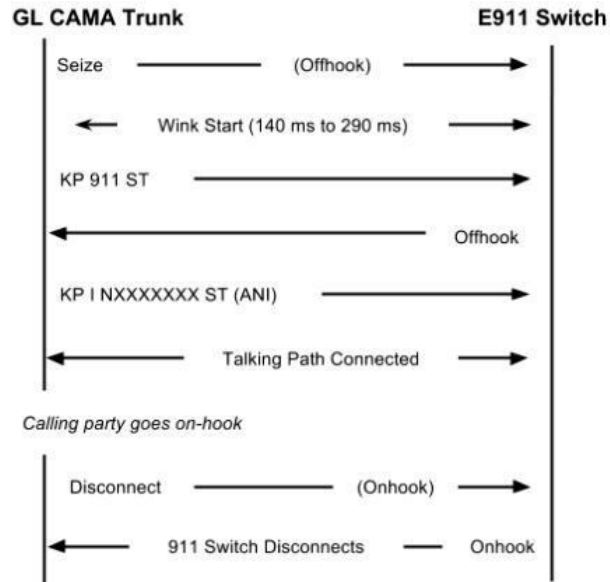 GL CAMA Trunk E911 Switch
Seize (Offhook)
Wink Start (140 ms to 290 ms)
KP 911 ST
Offhook
KP I NXXXXXXX ST (ANI)
Talking Path Connected
Calling party goes on-hook
Disconnect (Onhook)
911 Switch Disconnects Onhook